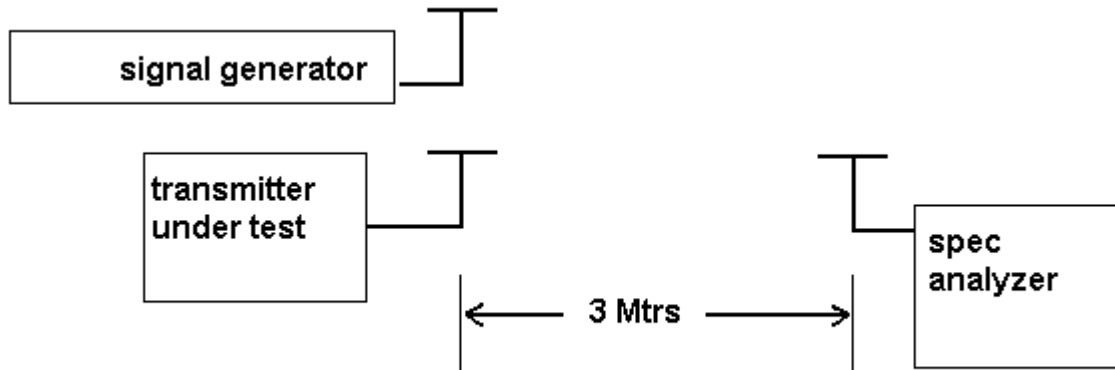 signal generator
transmitter
under test
spec
analyzer
3 Mtrs